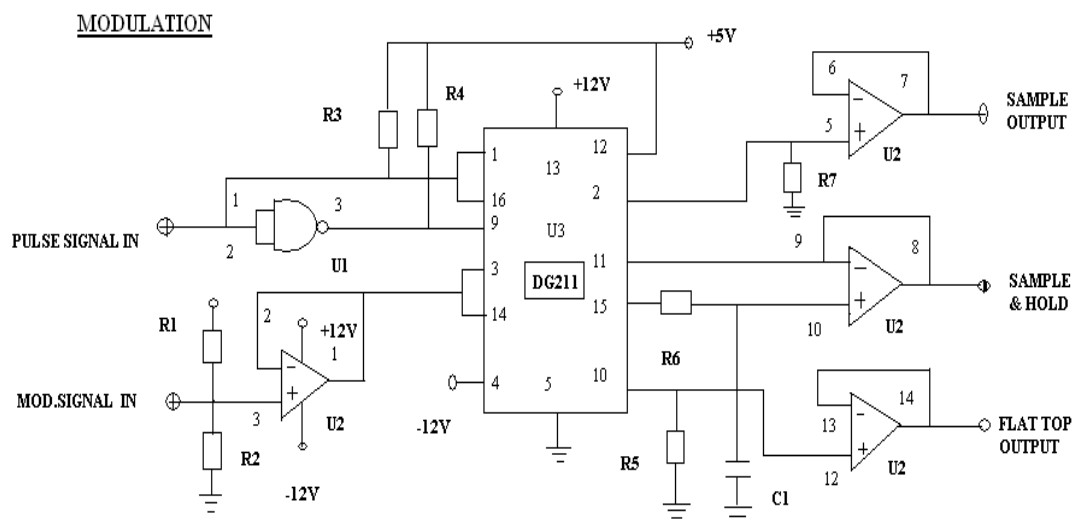 MODULATION
+5V
R3
R4
+12V
6
7
5
SAMPLE
OUTPUT
U2
R7
1
16
9
13
12
2
1
2
3
U1
PULSE SIGNAL IN
U3
DG211
3
14
4
5
11
15
10
9
8
10
U2
SAMPLE
& HOLD
R6
R1
2
+12V
1
3
U2
MOD.SIGNAL IN
R2
-12V
-12V
R5
C1
14
13
12
U2
FLAT TOP
OUTPUT